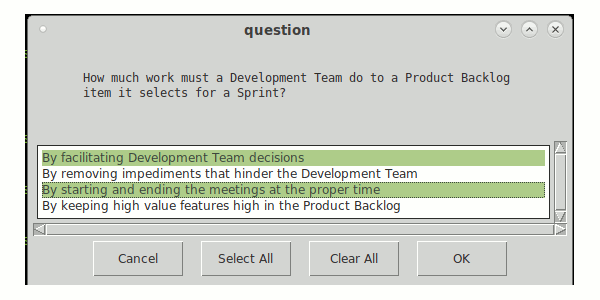 question
How much work must a Development Team do to a Product Backlog
item it selects for a Sprint?
By facilitating Development Team decisions
By removing impediments that hinder the Development Team
By starting and ending the meetings at the proper time
By keeping high value features high in the Product Backlog
Cancel Select All Clear All OK